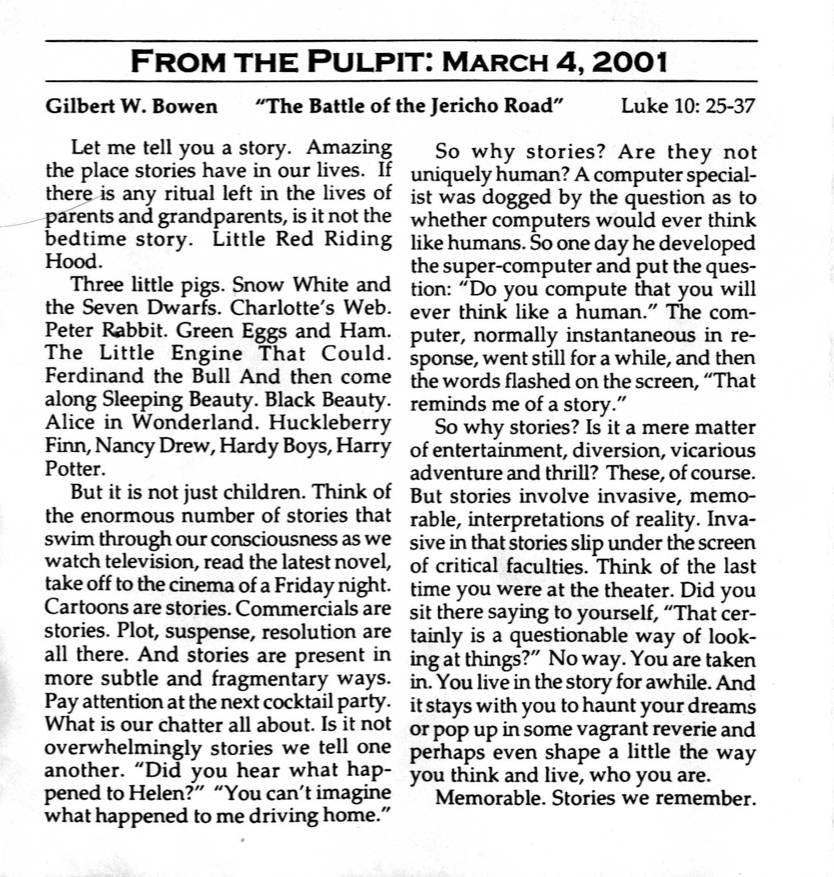 FROM THE PULPIT: MARCH 4, 2001
Gilbert W. Bowen "The Battle of the Jericho Road" Luke 10: 25-37
Let me tell you a story. Amazing
the place stories have in our lives. If
there is any ritual left in the lives of
parents and grandparents, is it not the
bedtime story. Little Red Riding
Hood.
Three little pigs. Snow White and
the Seven Dwarfs. Charlotte's Web.
Peter Rabbit. Green Eggs and Ham.
The Little Engine That Could.
Ferdinand the Bull And then come
along Sleeping Beauty. Black Beauty.
Alice in Wonderland. Huckleberry
Finn, Nancy Drew, Hardy Boys, Harry
Potter.
But it is not just children. Think of
the enormous number of stories that
swim through our consciousness as we
watch television, read the latest novel,
take off to the cinema of a Friday night.
Cartoons are stories. Commercials are
stories. Plot, suspense, resolution are
all there. And stories are present in
more subtle and fragmentary ways.
Pay attention at the next cocktail party.
What is our chatter all about. Is it not
overwhelmingly stories we tell one
another. "Did you hear what hap-
pened to Helen?" "You can't imagine
what happened to me driving home."
So why stories? Are they not
uniquely human? A computer special-
ist was dogged by the question as to
whether computers would ever think
like humans. So one day he developed
the super-computer and put the ques-
tion: "Do you compute that you will
ever think like a human." The com-
puter, normally instantaneous in re-
sponse, went still for a while, and then
the words flashed on the screen, "That
reminds me of a story."
So why stories? Is it a mere matter
of entertainment, diversion, vicarious
adventure and thrill? These, of course.
But stories involve invasive, memo-
rable, interpretations of reality. Inva-
sive in that stories slip under the screen
of critical faculties. Think of the last
time you were at the theater. Did you
sit there saying to yourself, "That cer-
tainly is a questionable way of look-
ing at things?" No way. You are taken
in. You live in the story for awhile. And
it stays with you to haunt your dreams
or pop up in some vagrant reverie and
perhaps even shape a little the way
you think and live, who you are.
Memorable. Stories we remember.